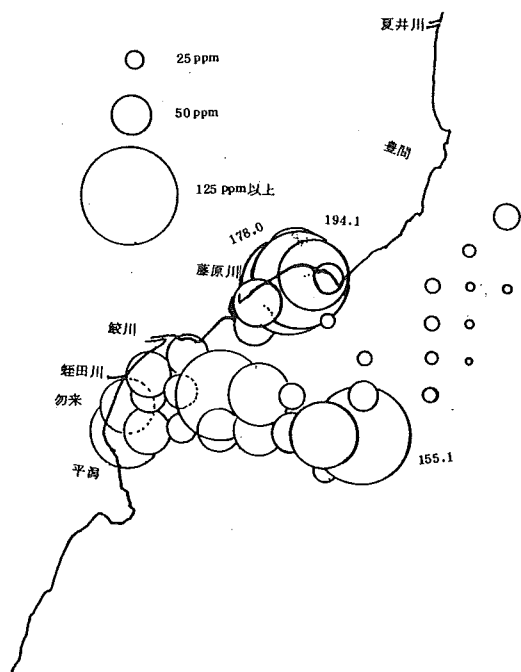 夏井川
25 ppm
50 ppm
豊間
125 ppm以上
194.1
178.0
藤原川
鮫川
蛭田川
勿来
155.1
平潟